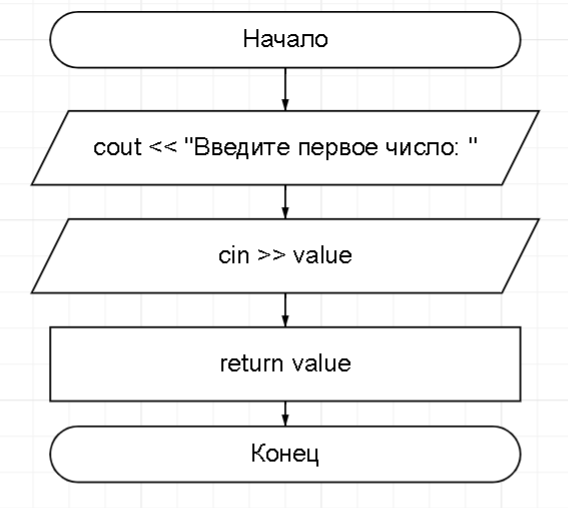 Начало
cout << "Введите первое число: "
cin >> value
return value
Конец